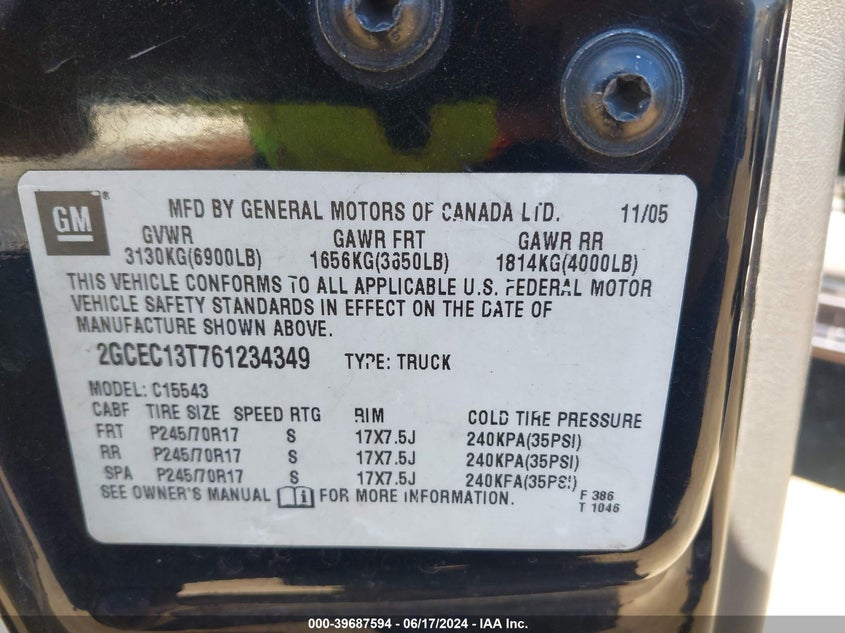 GM ®
MFD BY GENERAL MOTORS OF CANADA LTD. 11/05
GVWR GAWR FRT GAWR RR
3130KG(6900LB) 1656KG(3650LB) 1814KG(4000LB)
THIS VEHICLE CONFORMS TO ALL APPLICABLE U.S. FEDERAL MOTOR
VEHICLE SAFETY STANDARDS IN EFFECT ON THE DATE OF
MANUFACTURE SHOWN ABOVE.
2GCEC13T761234349 TYPE: TRUCK
MODEL: C15543
CABF TIRE SIZE SPEED RTG RIM COLD TIRE PRESSURE
FRT P245/70R17 S 17X7.5J 240KPA(35PSI)
RR P245/70R17 S 17X7.5J 240KPA(35PSI)
SPA P245/70R17 S 17X7.5J 240KPA(35PSI)
SEE OWNER'S MANUAL i FOR MORE INFORMATION.
F 386
T 1046
000-39687594 - 06/17/2024 - IAA Inc.